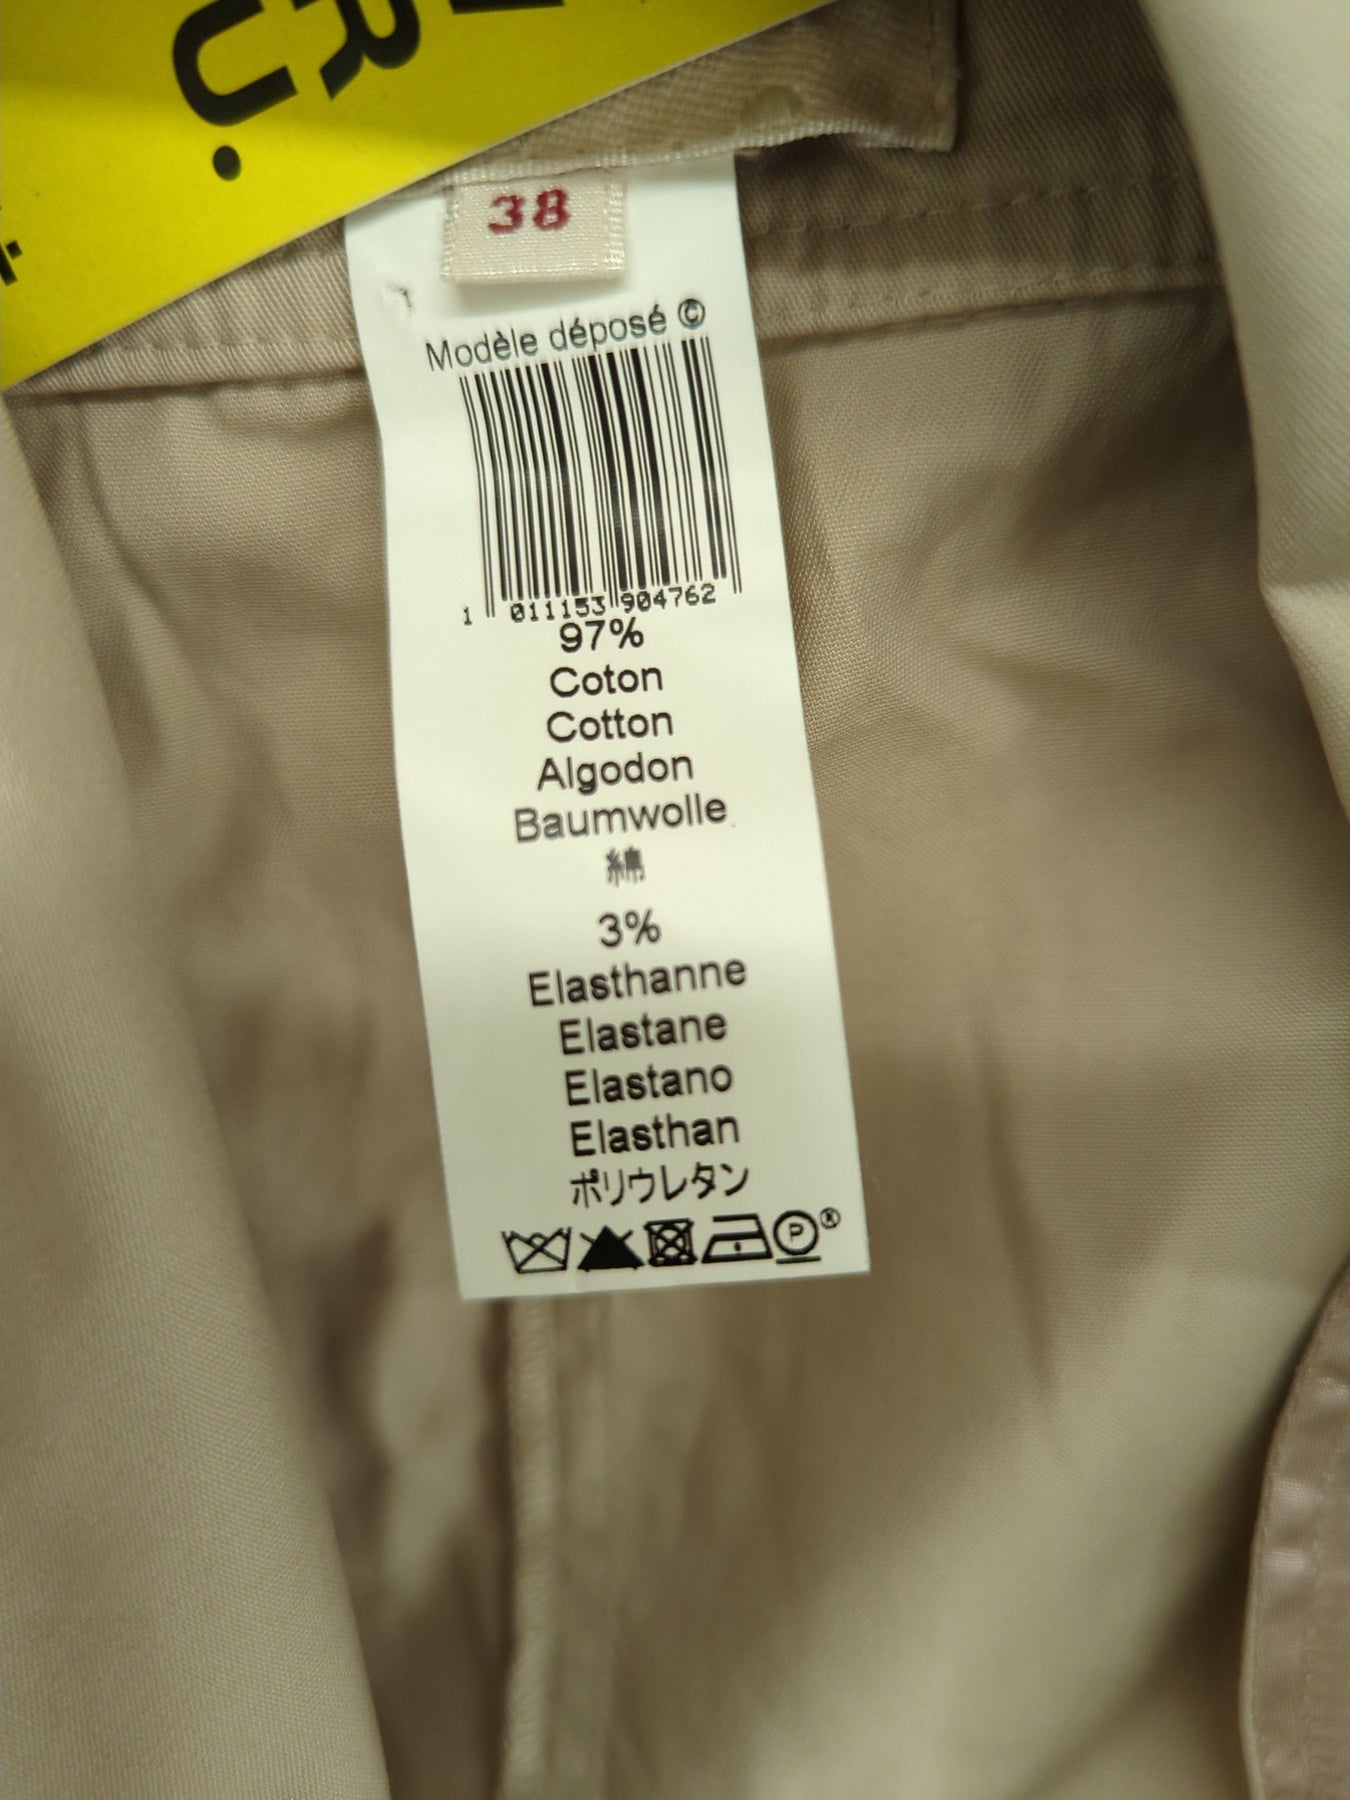 RU.
38
Modèle déposé ©
1 011153 904762
97%
Coton
Cotton
Algodon
Baumwolle
綿
3%
Elasthanne
Elastane
Elastano
Elasthan
ポリウレタン
P ®